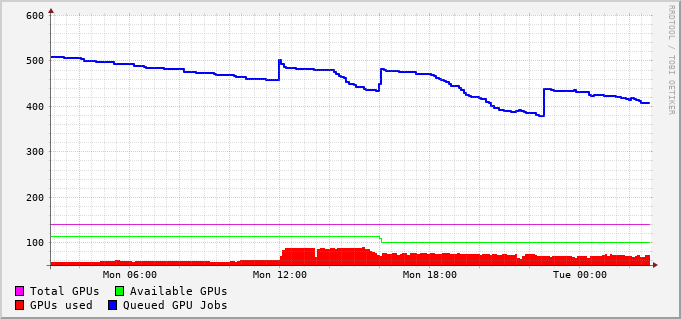 600
500
400
300
200
100
Mon 06:00 Mon 12:00 Mon 18:00 Tue 00:00
Total GPUs Available GPUs
GPUs used Queued GPU Jobs
RRDTOOL / TOBI OETIKER